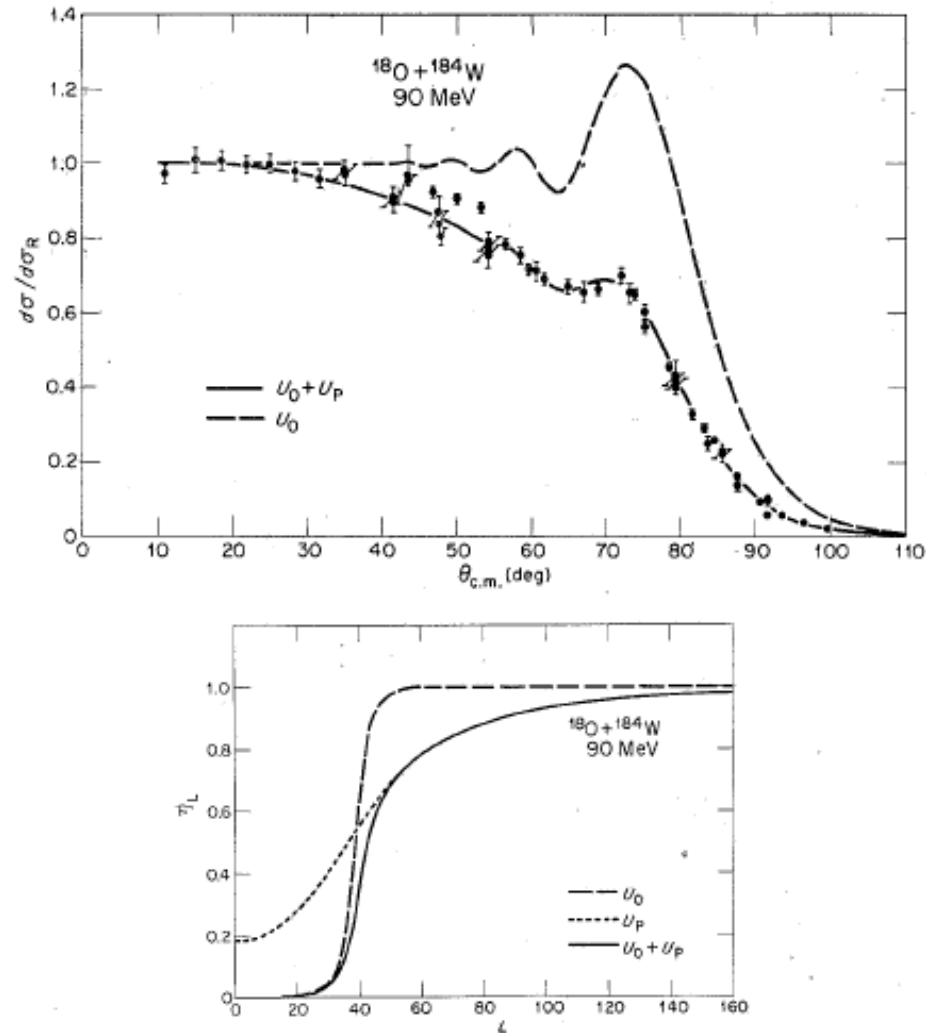 1.4
1.2
1.0
0.8
0.6
0.4
0.2
0
dσ/dσ_R
¹⁸O + ¹⁸⁴W
90 MeV
U₀ + U_P
U₀
0 10 20 30 40 50 60 70 80 90 100 110
θ_c.m. (deg)
1.0
0.8
0.6
0.4
0.2
0
η_L
¹⁸O + ¹⁸⁴W
90 MeV
U₀
U_P
U₀ + U_P
0 20 40 60 80 100 120 140 160